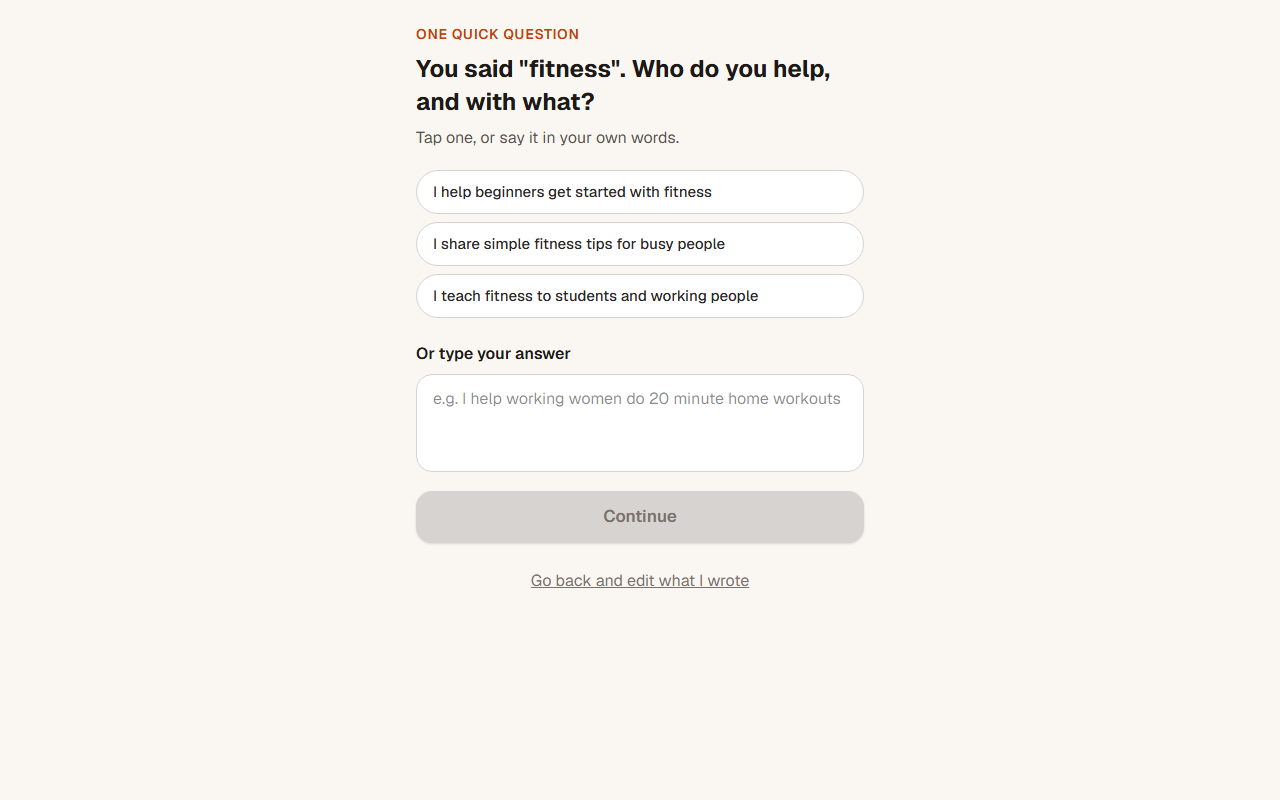 ONE QUICK QUESTION
You said "fitness". Who do you help,
and with what?
Tap one, or say it in your own words.
I help beginners get started with fitness
I share simple fitness tips for busy people
I teach fitness to students and working people
Or type your answer
e.g. I help working women do 20 minute home workouts
Continue
Go back and edit what I wrote